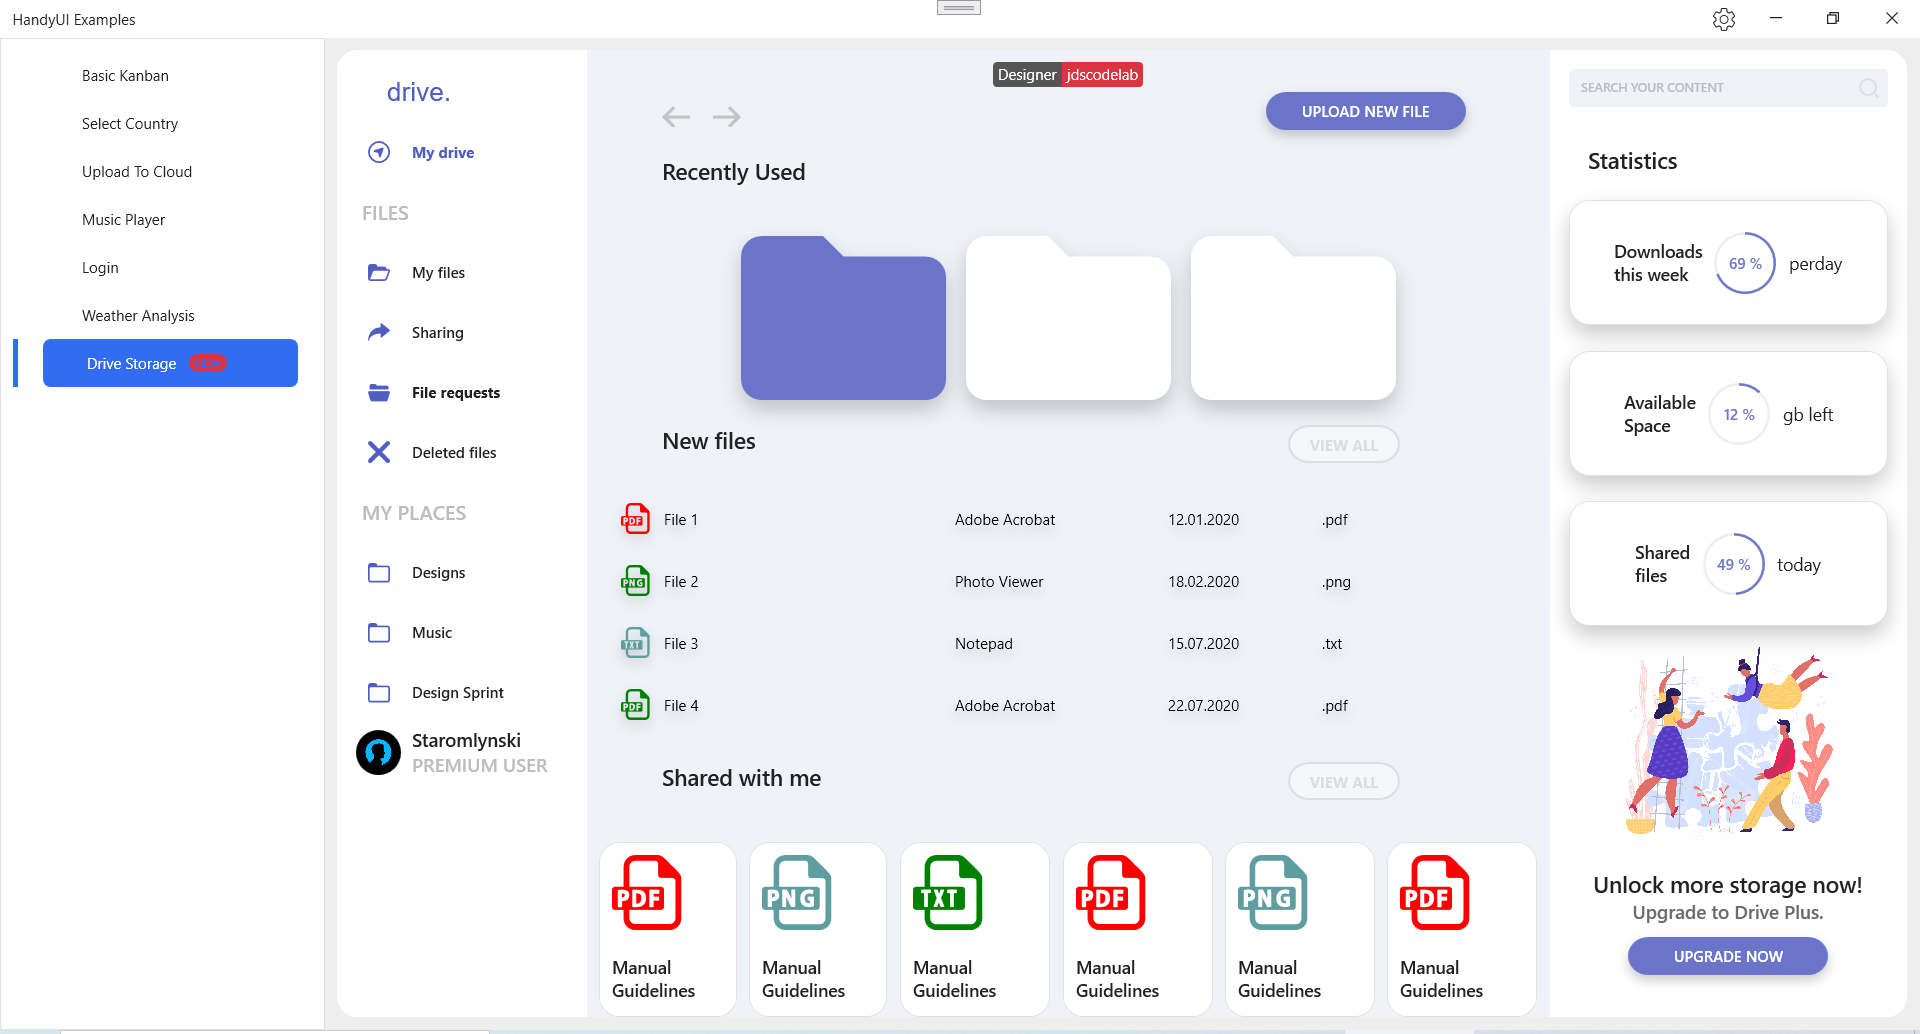 HandyUI Examples
Basic Kanban
Select Country
Upload To Cloud
Music Player
Login
Weather Analysis
Drive Storage
drive.
My drive
FILES
My files
Sharing
File requests
Deleted files
MY PLACES
Designs
Music
Design Sprint
Staromlynski
PREMIUM USER
Designer jdscodelab
UPLOAD NEW FILE
Recently Used
New files
VIEW ALL
File 1 Adobe Acrobat 12.01.2020 .pdf
PDF
File 2 Photo Viewer 18.02.2020 .png
PNG
File 3 Notepad 15.07.2020 .txt
TXT
File 4 Adobe Acrobat 22.07.2020 .pdf
PDF
Shared with me
VIEW ALL
PDF
Manual
Guidelines
PNG
Manual
Guidelines
TXT
Manual
Guidelines
PDF
Manual
Guidelines
PNG
Manual
Guidelines
PDF
Manual
Guidelines
SEARCH YOUR CONTENT
Statistics
Downloads
this week
69 %
perday
Available
Space
12 %
gb left
Shared
files
49 %
today
Unlock more storage now!
Upgrade to Drive Plus.
UPGRADE NOW